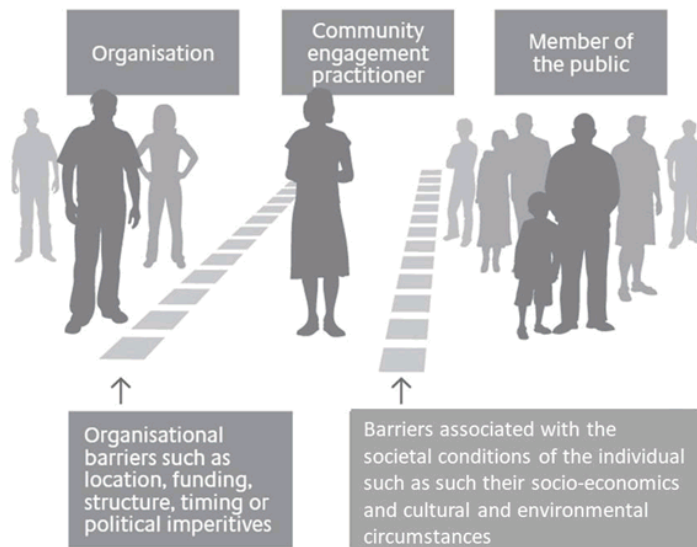 Organisation
Community
engagement
practitioner
Member of
the public
Organisational
barriers such as
location, funding,
structure, timing or
political imperitives
Barriers associated with the
societal conditions of the individual
such as such their socio-economics
and cultural and environmental
circumstances